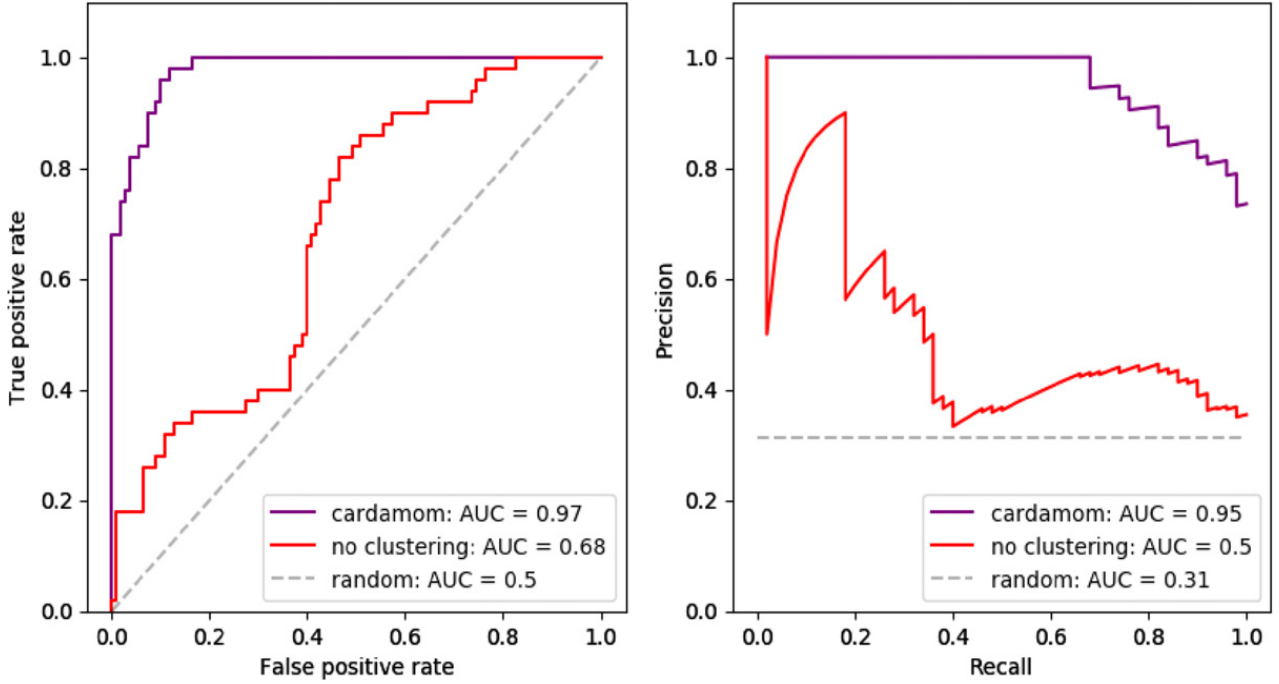 1.0
0.8
0.6
0.4
0.2
0.0
True positive rate
0.0 0.2 0.4 0.6 0.8 1.0
False positive rate
cardamom: AUC = 0.97
no clustering: AUC = 0.68
random: AUC = 0.5
1.0
0.8
0.6
0.4
0.2
0.0
Precision
0.0 0.2 0.4 0.6 0.8 1.0
Recall
cardamom: AUC = 0.95
no clustering: AUC = 0.5
random: AUC = 0.31